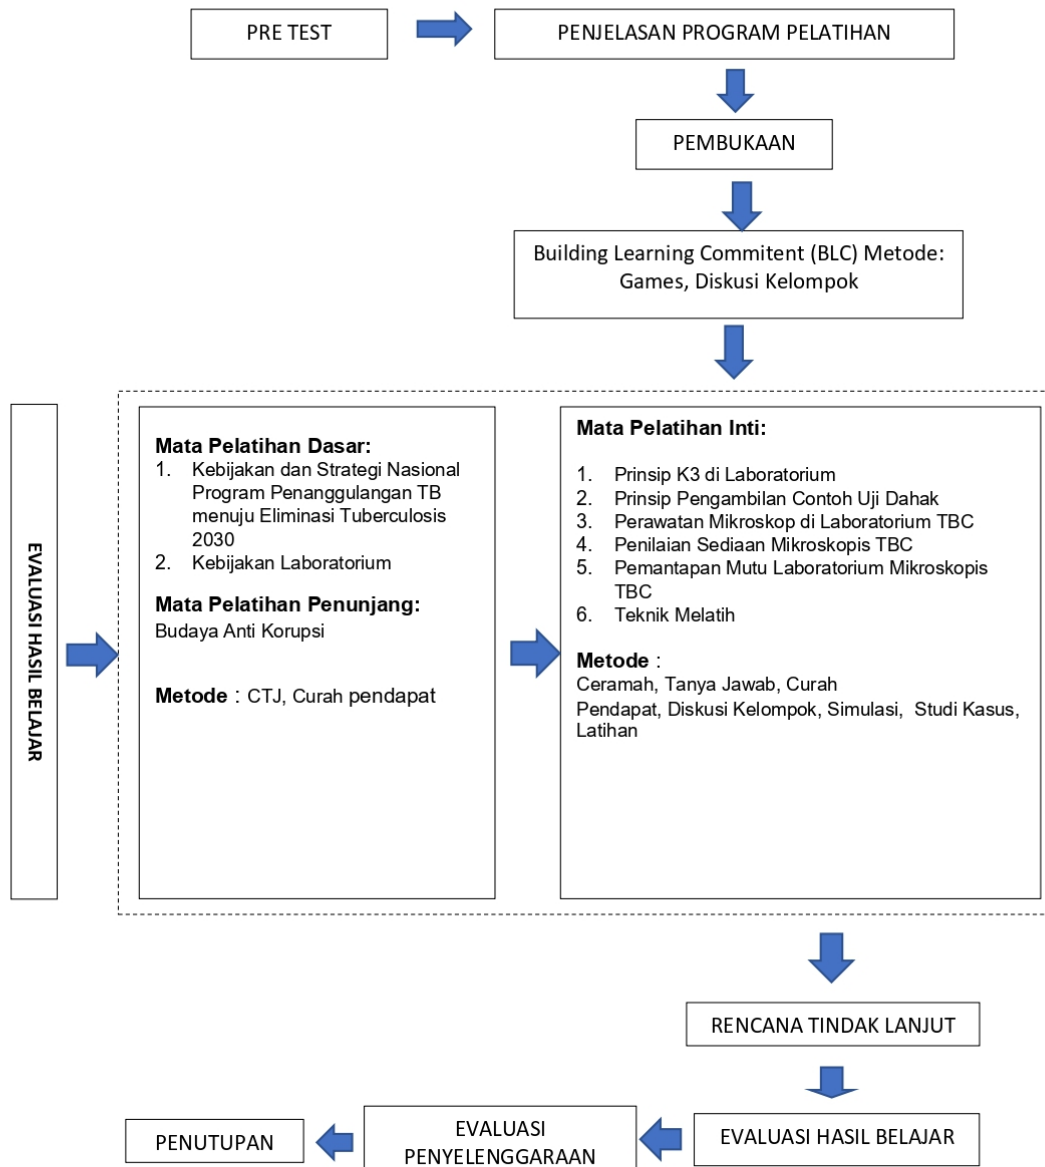 PRE TEST
PENJELASAN PROGRAM PELATIHAN
PEMBUKAAN
Building Learning Commitent (BLC) Metode:
Games, Diskusi Kelompok
EVALUASI HASIL BELAJAR
Mata Pelatihan Dasar:
1. Kebijakan dan Strategi Nasional
Program Penanggulangan TB
menuju Eliminasi Tuberculosis
2030
2. Kebijakan Laboratorium
Mata Pelatihan Penunjang:
Budaya Anti Korupsi
Metode : CTJ, Curah pendapat
Mata Pelatihan Inti:
1. Prinsip K3 di Laboratorium
2. Prinsip Pengambilan Contoh Uji Dahak
3. Perawatan Mikroskop di Laboratorium TBC
4. Penilaian Sediaan Mikroskopis TBC
5. Pemantapan Mutu Laboratorium Mikroskopis
TBC
6. Teknik Melatih
Metode :
Ceramah, Tanya Jawab, Curah
Pendapat, Diskusi Kelompok, Simulasi, Studi Kasus,
Latihan
RENCANA TINDAK LANJUT
EVALUASI HASIL BELAJAR
EVALUASI
PENYELENGGARAAN
PENUTUPAN